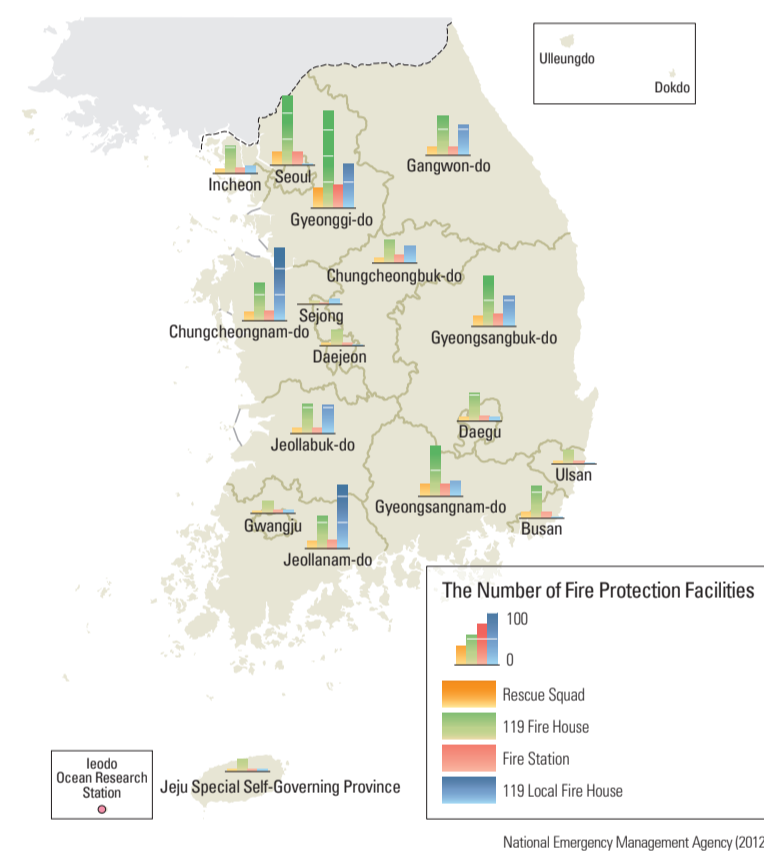 Ulleungdo
Dokdo
Gangwon-do
Incheon
Seoul
Gyeonggi-do
Chungcheongbuk-do
Sejong
Chungcheongnam-do
Gyeongsangbuk-do
Daejeon
Daegu
Jeollabuk-do
Ulsan
Gyeongsangnam-do
Gwangju
Busan
Jeollanam-do
The Number of Fire Protection Facilities
100
0
Rescue Squad
119 Fire House
Fire Station
119 Local Fire House
Ieodo
Ocean Research
Station
Jeju Special Self-Governing Province
National Emergency Management Agency (2012